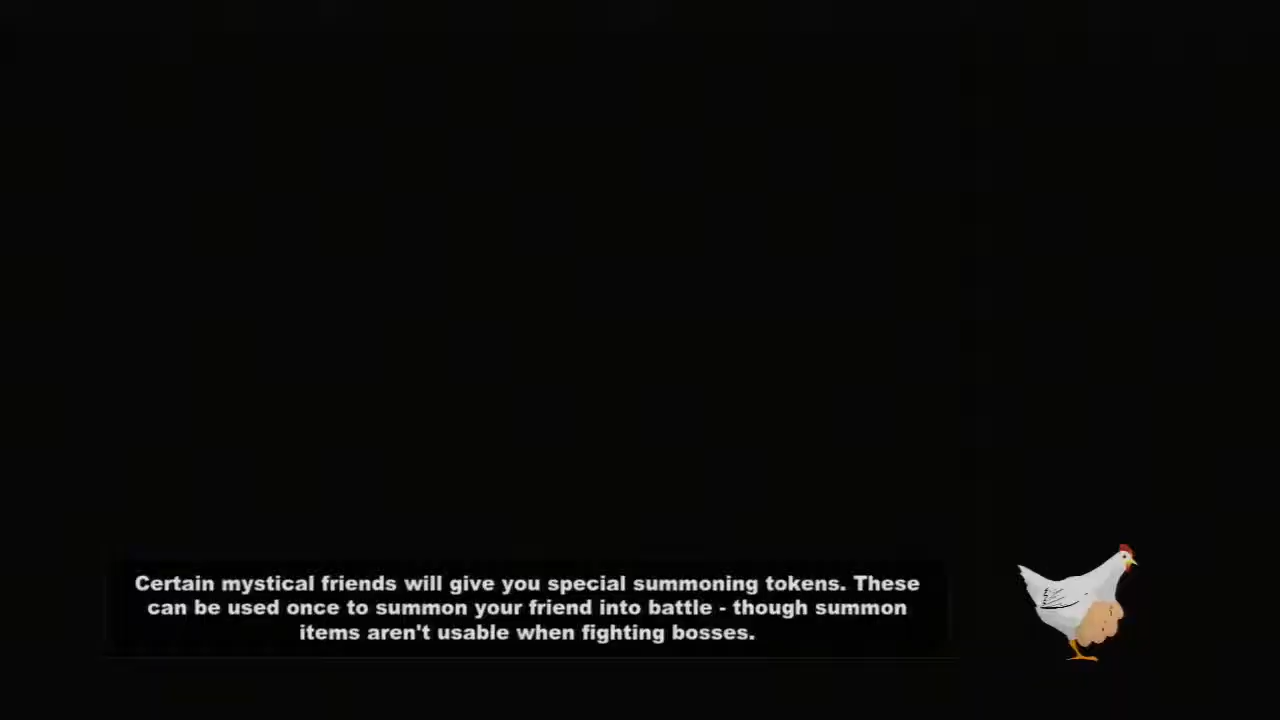 Certain mystical friends will give you special summoning tokens. These
can be used once to summon your friend into battle - though summon
items aren't usable when fighting bosses.